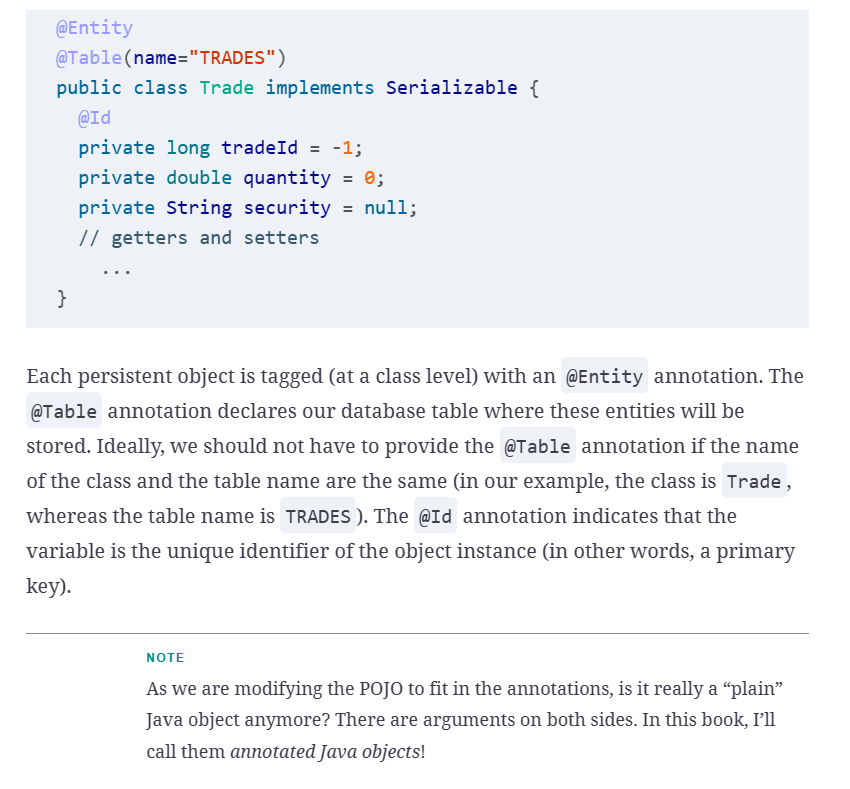 @Entity
@Table(name="TRADES")
public class Trade implements Serializable {
@Id
private long tradeId = -1;
private double quantity = 0;
private String security = null;
// getters and setters
...
}
Each persistent object is tagged (at a class level) with an @Entity annotation. The
@Table annotation declares our database table where these entities will be
stored. Ideally, we should not have to provide the @Table annotation if the name
of the class and the table name are the same (in our example, the class is Trade,
whereas the table name is TRADES). The @Id annotation indicates that the
variable is the unique identifier of the object instance (in other words, a primary
key).
NOTE
As we are modifying the POJO to fit in the annotations, is it really a “plain”
Java object anymore? There are arguments on both sides. In this book, I’ll
call them annotated Java objects!